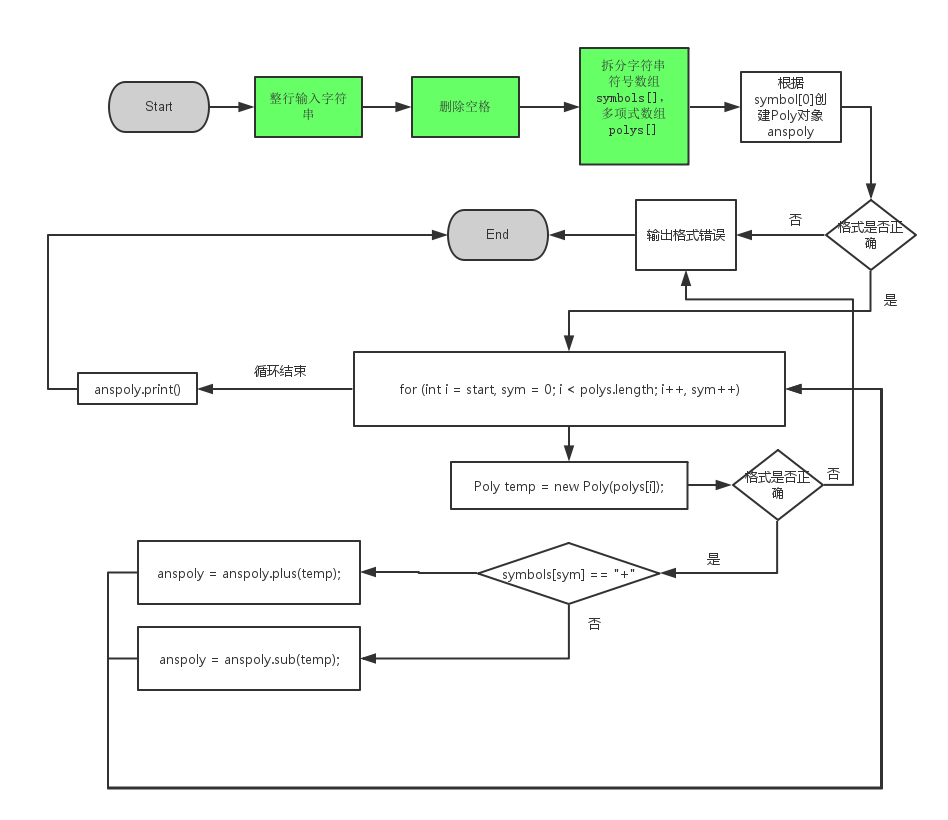 Start
整行输入字符
串
删除空格
拆分字符串
符号数组
symbols[],
多项式数组
polys[]
根据
symbol[0]创
建Poly对象
anspoly
格式是否正
确
否
输出格式错误
End
是
for (int i = start, sym = 0; i < polys.length; i++, sym++)
循环结束
anspoly.print()
Poly temp = new Poly(polys[i]);
格式是否正
确
否
是
symbols[sym] == "+"
anspoly = anspoly.plus(temp);
否
anspoly = anspoly.sub(temp);